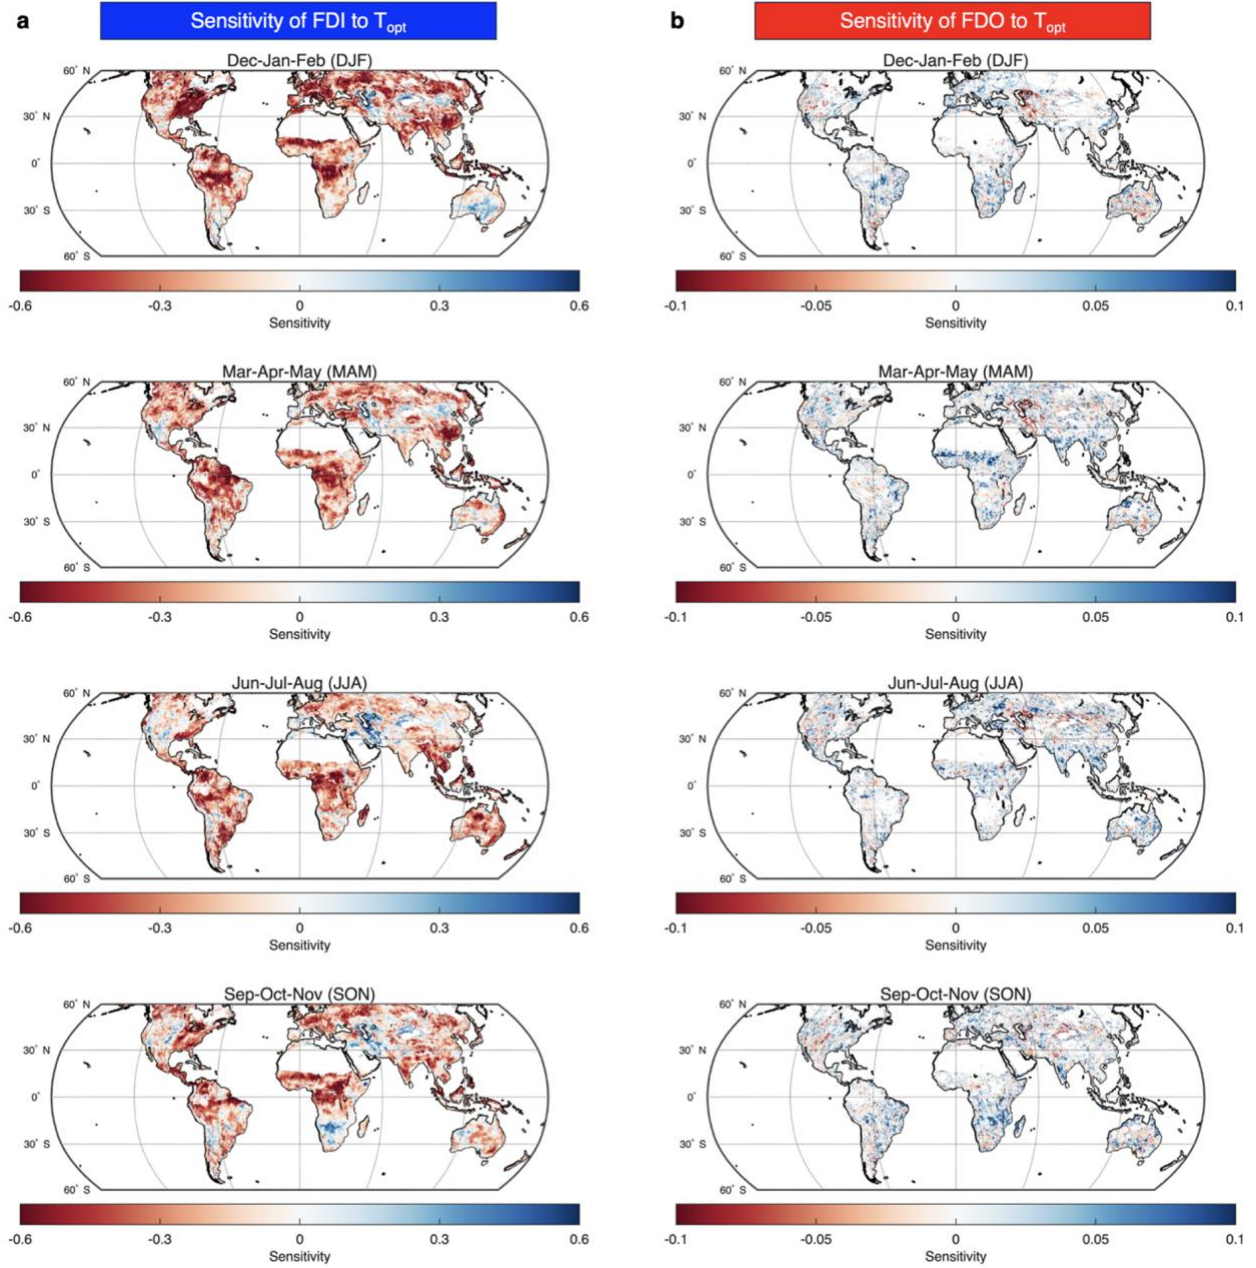 a
Sensitivity of FDI to Topt
Dec-Jan-Feb (DJF)
60° N
30° N
0°
30° S
60° S
-0.6 -0.3 0 0.3 0.6
Sensitivity
Mar-Apr-May (MAM)
60° N
30° N
0°
30° S
60° S
-0.6 -0.3 0 0.3 0.6
Sensitivity
Jun-Jul-Aug (JJA)
60° N
30° N
0°
30° S
60° S
-0.6 -0.3 0 0.3 0.6
Sensitivity
Sep-Oct-Nov (SON)
60° N
30° N
0°
30° S
60° S
-0.6 -0.3 0 0.3 0.6
Sensitivity
b
Sensitivity of FDO to Topt
Dec-Jan-Feb (DJF)
60° N
30° N
0°
30° S
60° S
-0.1 -0.05 0 0.05 0.1
Sensitivity
Mar-Apr-May (MAM)
60° N
30° N
0°
30° S
60° S
-0.1 -0.05 0 0.05 0.1
Sensitivity
Jun-Jul-Aug (JJA)
60° N
30° N
0°
30° S
60° S
-0.1 -0.05 0 0.05 0.1
Sensitivity
Sep-Oct-Nov (SON)
60° N
30° N
0°
30° S
60° S
-0.1 -0.05 0 0.05 0.1
Sensitivity